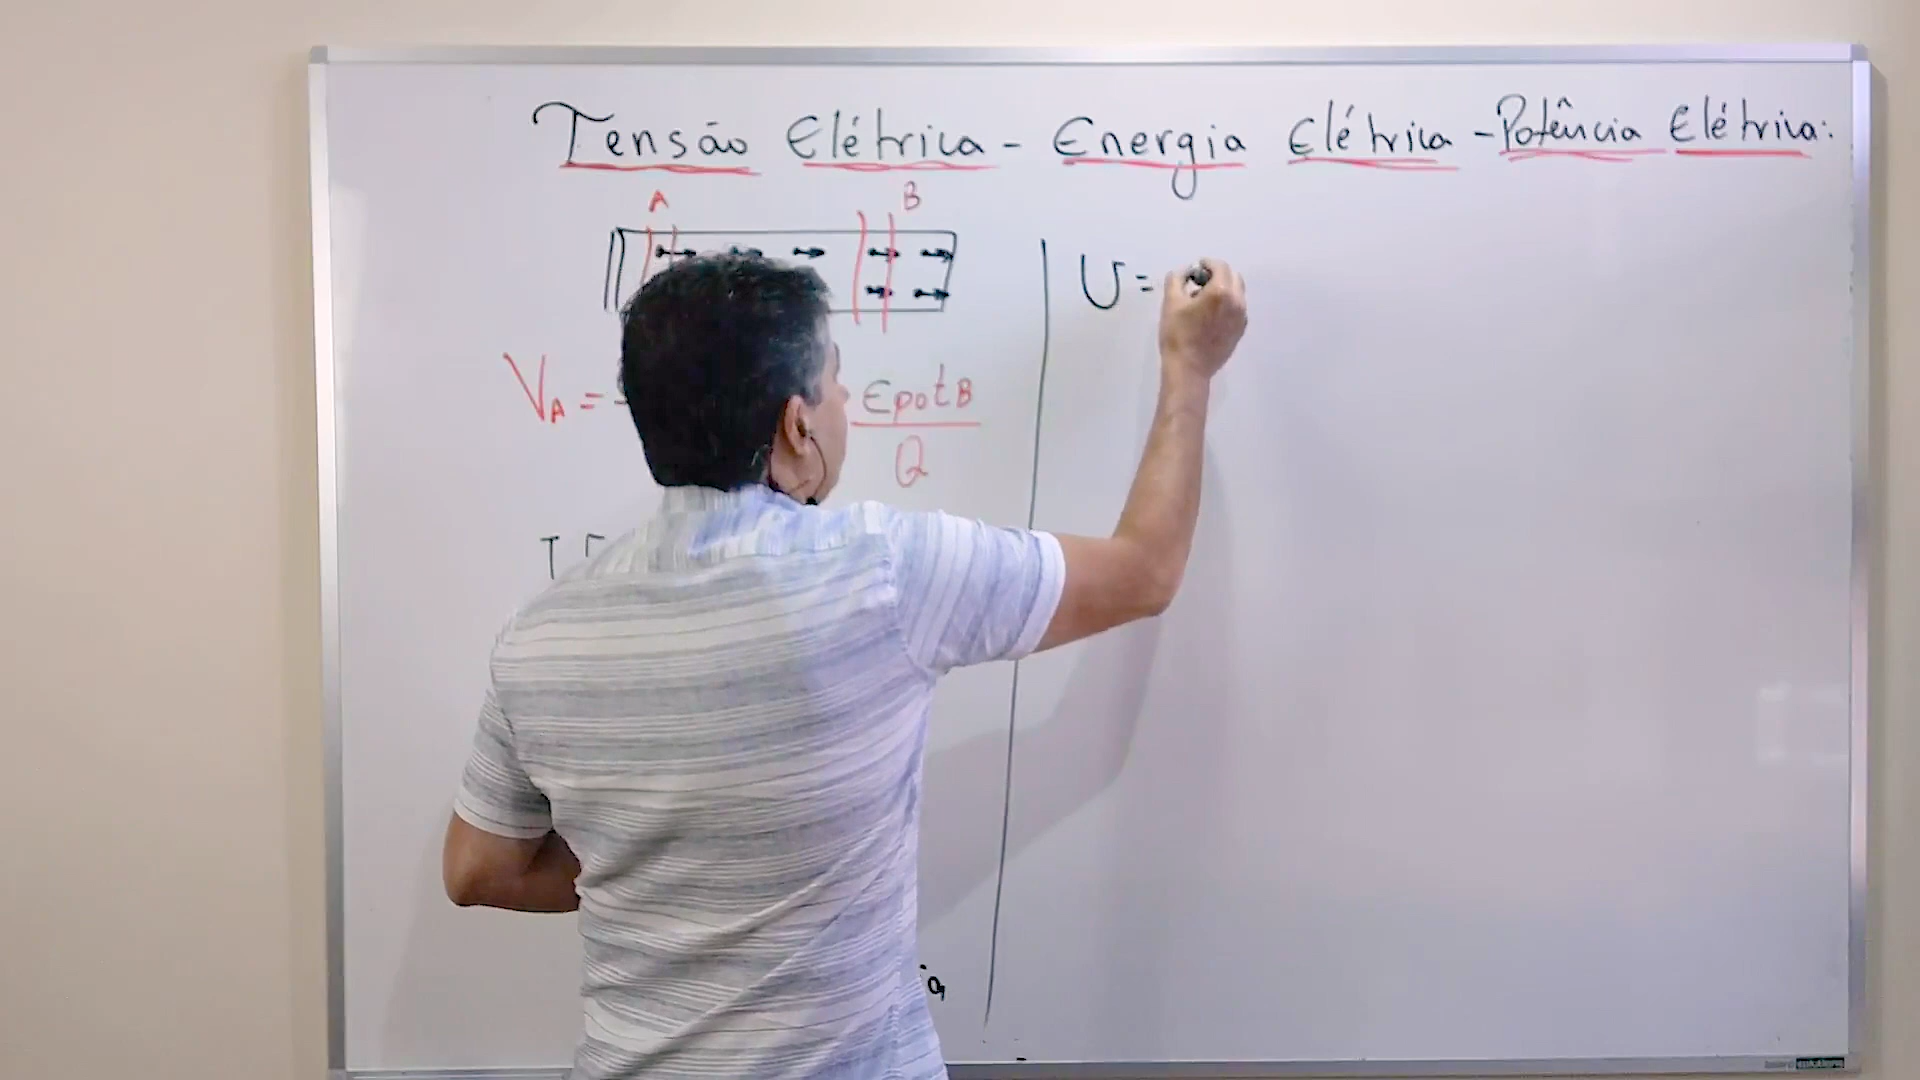 Tensão Elétrica - Energia Elétrica - Potência Elétrica:
A B
V_A =
EpotB
Q
U =